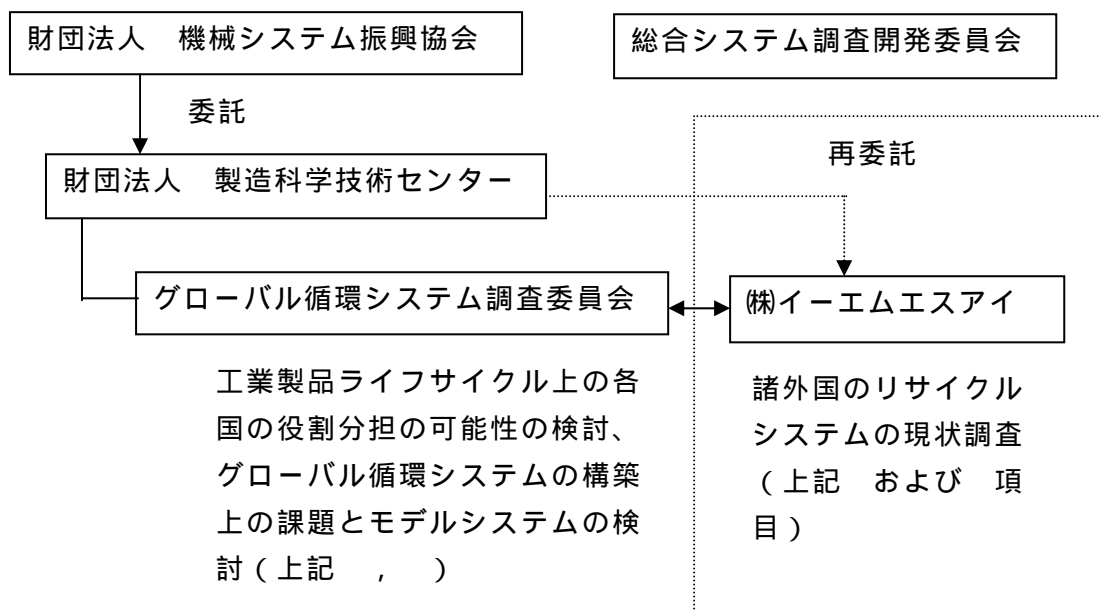 財団法人　機械システム振興協会
総合システム調査開発委員会
委託
再委託
財団法人　製造科学技術センター
グローバル循環システム調査委員会
㈱イーエムエスアイ
工業製品ライフサイクル上の各
国の役割分担の可能性の検討、
グローバル循環システムの構築
上の課題とモデルシステムの検
討（上記　，　）
諸外国のリサイクル
システムの現状調査
（上記　および　項
目）